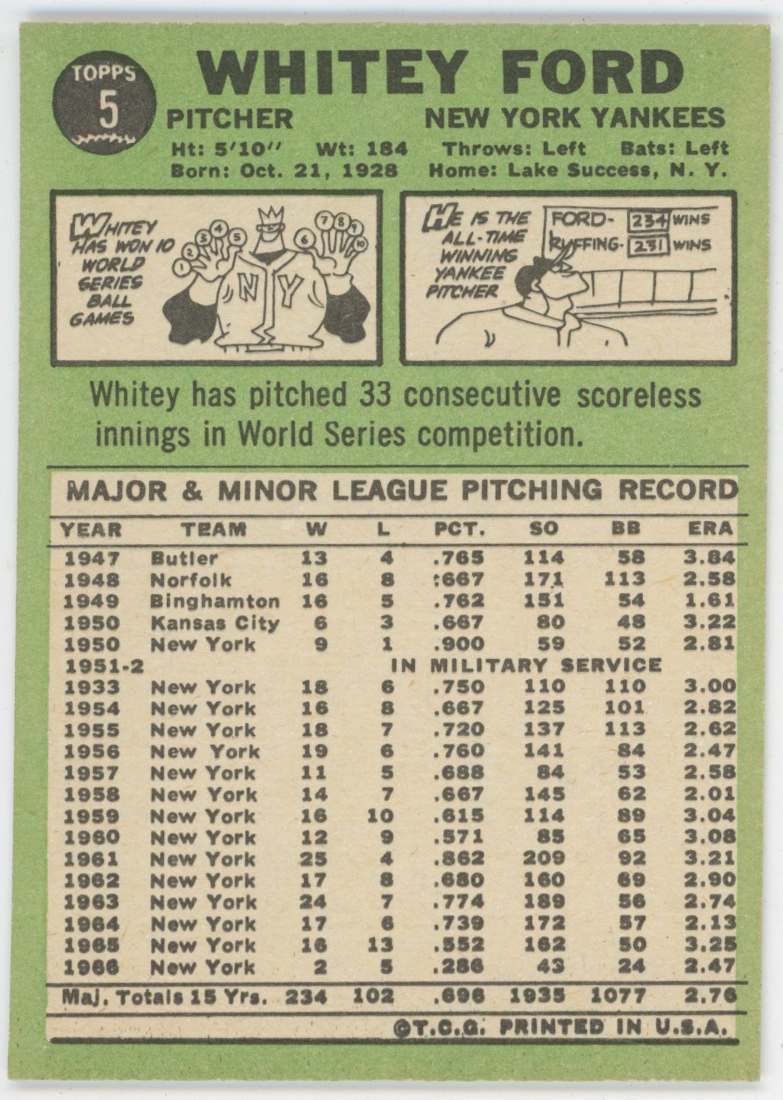 TOPPS
5
WHITEY FORD
PITCHER NEW YORK YANKEES
Ht: 5'10" Wt: 184 Throws: Left Bats: Left
Born: Oct. 21, 1928 Home: Lake Success, N. Y.
WHITEY
HAS WON 10
WORLD
SERIES
BALL
GAMES
1 2 3 4 5 6 7 8 9 10
N Y
HE IS THE
ALL-TIME
WINNING
YANKEE
PITCHER
FORD- 234 WINS
RUFFING- 231 WINS
Whitey has pitched 33 consecutive scoreless
innings in World Series competition.
MAJOR & MINOR LEAGUE PITCHING RECORD
YEAR TEAM W L PCT. SO BB ERA
1947 Butler 13 4 .765 114 58 3.84
1948 Norfolk 16 8 .667 171 113 2.58
1949 Binghamton 16 5 .762 151 54 1.61
1950 Kansas City 6 3 .667 80 48 3.22
1950 New York 9 1 .900 59 52 2.81
1951-2 IN MILITARY SERVICE
1933 New York 18 6 .750 110 110 3.00
1954 New York 16 8 .667 125 101 2.82
1955 New York 18 7 .720 137 113 2.62
1956 New York 19 6 .760 141 84 2.47
1957 New York 11 5 .688 84 53 2.58
1958 New York 14 7 .667 145 62 2.01
1959 New York 16 10 .615 114 89 3.04
1960 New York 12 9 .571 85 65 3.08
1961 New York 25 4 .862 209 92 3.21
1962 New York 17 8 .680 160 69 2.90
1963 New York 24 7 .774 189 56 2.74
1964 New York 17 6 .739 172 57 2.13
1965 New York 16 13 .552 162 50 3.25
1966 New York 2 5 .286 43 24 2.47
Maj. Totals 15 Yrs. 234 102 .696 1935 1077 2.76
©T.C.G. PRINTED IN U.S.A.